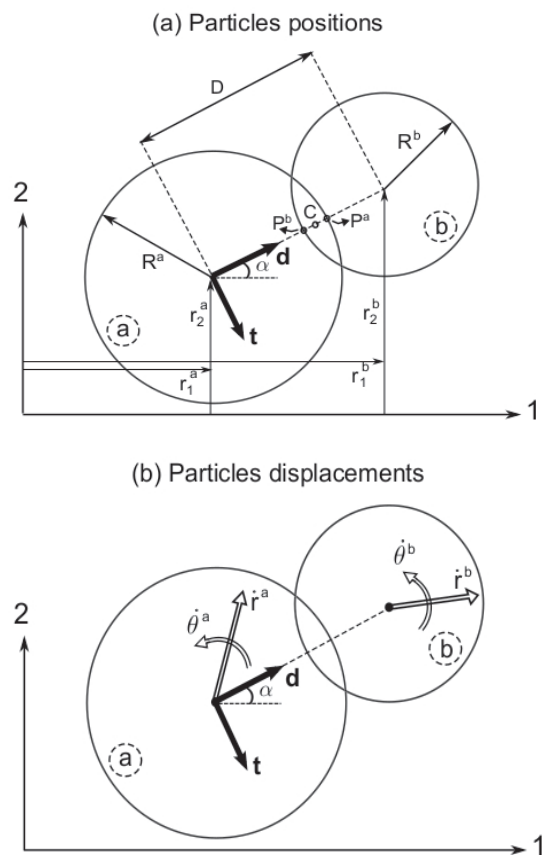 (a) Particles positions
D
R^b
2
P^b C P^a
b
R^a
d
α
r_2^a
r_2^b
a
t
r_1^a
r_1^b
1
(b) Particles displacements
θ̇^b
ṙ^b
2
ṙ^a
θ̇^a
b
d
α
a
t
1